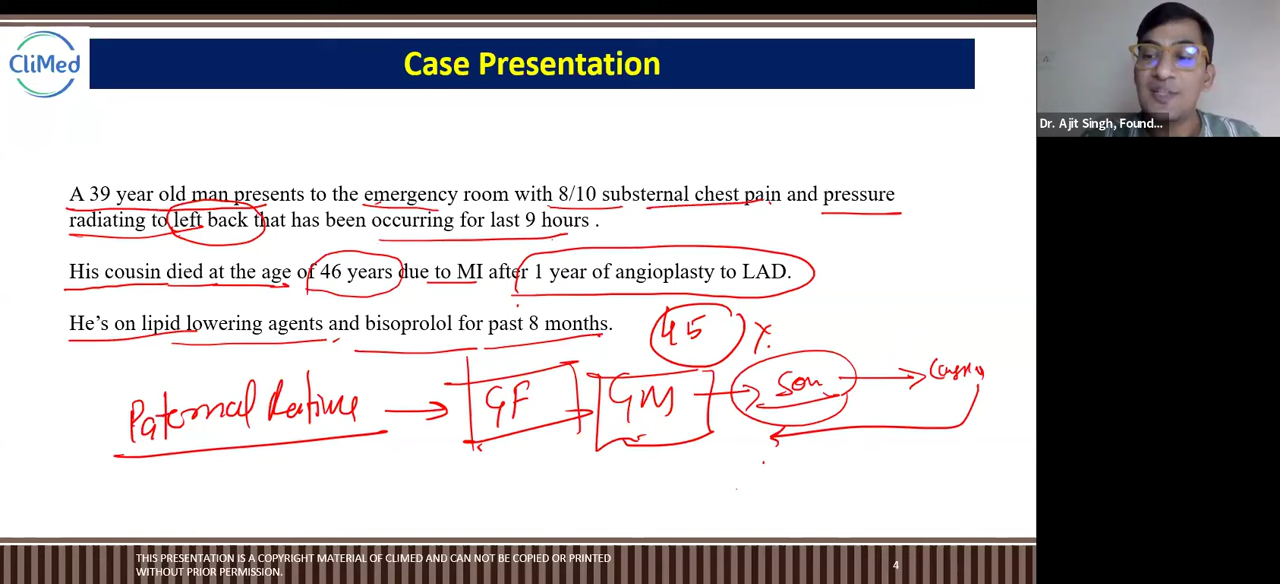 CliMed
Case Presentation
Dr. Ajit Singh, Found...
A 39 year old man presents to the emergency room with 8/10 substernal chest pain and pressure
radiating to left back that has been occurring for last 9 hours .
His cousin died at the age of 46 years due to MI after 1 year of angioplasty to LAD.
He's on lipid lowering agents and bisoprolol for past 8 months.
45
Paternal
GF
GM
Son
THIS PRESENTATION IS A COPYRIGHT MATERIAL OF CLIMED AND CAN NOT BE COPIED OR PRINTED
WITHOUT PRIOR PERMISSION.
4